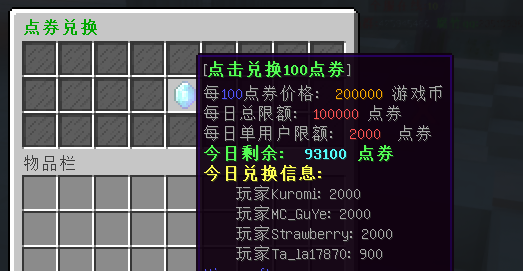 点券兑换
[点击兑换100点券]
每100点券价格: 200000 游戏币
每日总限额: 100000 点券
每日单用户限额: 2000 点券
今日剩余: 93100 点券
今日兑换信息:
物品栏
玩家Kuromi: 2000
玩家MC_GuYe: 2000
玩家Strawberry: 2000
玩家Ta_la17870: 900